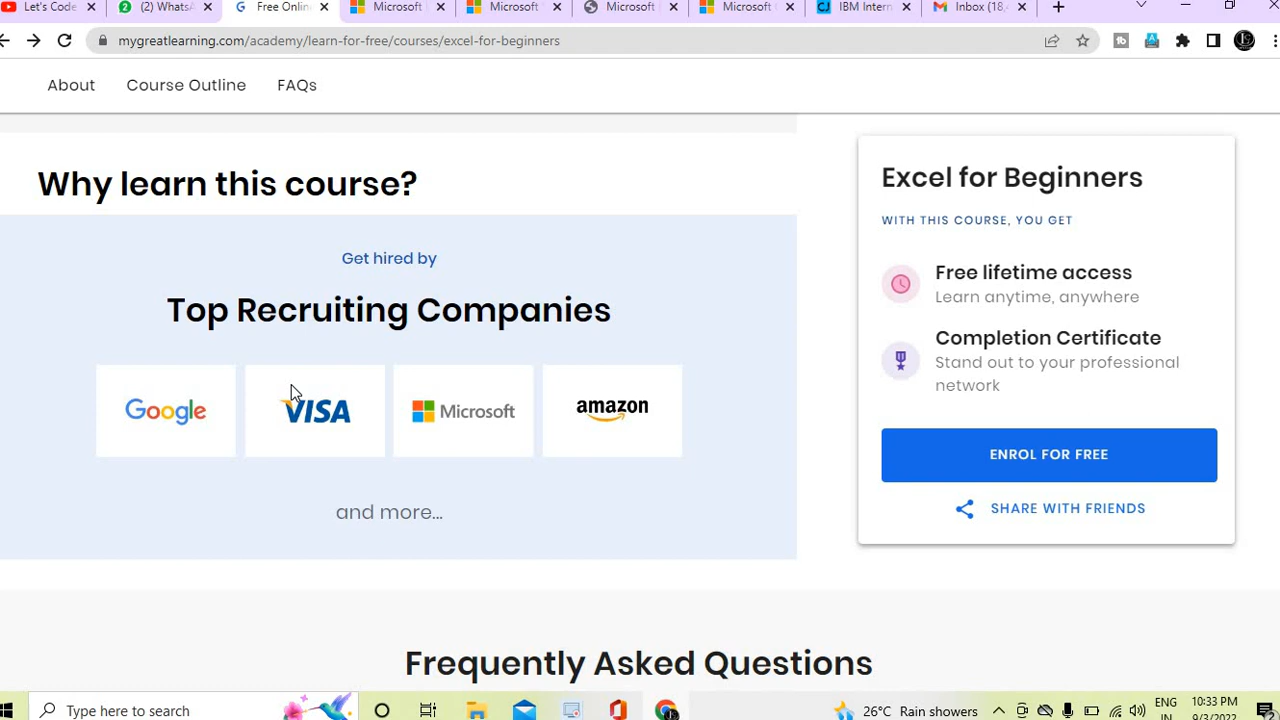 Let's Code
(2) Whats
Free Onlin
Microsoft
Microsoft
Microsoft
Microsoft
IBM Intern
Inbox (18,
mygreatlearning.com/academy/learn-for-free/courses/excel-for-beginners
About
Course Outline
FAQs
Why learn this course?
Get hired by
Top Recruiting Companies
Google
VISA
Microsoft
amazon
and more...
Excel for Beginners
WITH THIS COURSE, YOU GET
Free lifetime access
Learn anytime, anywhere
Completion Certificate
Stand out to your professional
network
ENROL FOR FREE
SHARE WITH FRIENDS
Frequently Asked Questions
Type here to search
26°C Rain showers
ENG
IN
10:33 PM